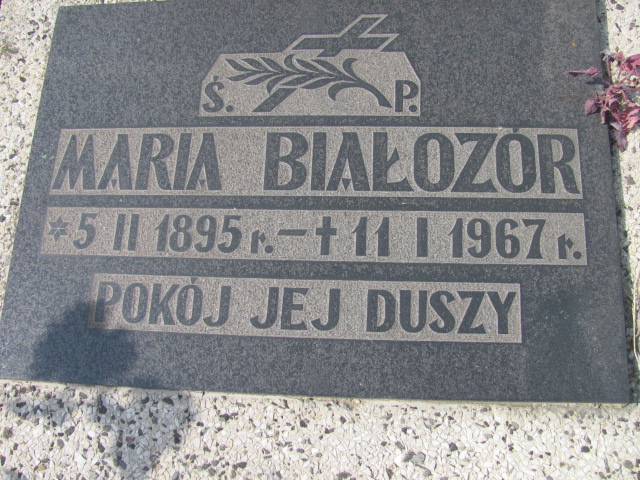 Ś. P.
MARIA BIAŁOZÓR
* 5 II 1895 r. – + 11 I 1967 r.
POKÓJ JEJ DUSZY